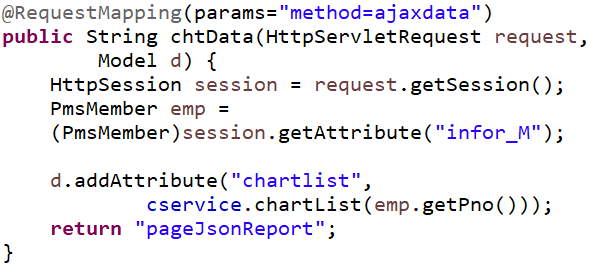 @RequestMapping(params="method=ajaxdata")
public String chtData(HttpServletRequest request,
        Model d) {
    HttpSession session = request.getSession();
    PmsMember emp =
    (PmsMember)session.getAttribute("infor_M");

    d.addAttribute("chartlist",
            cservice.chartList(emp.getPno()));
    return "pageJsonReport";
}